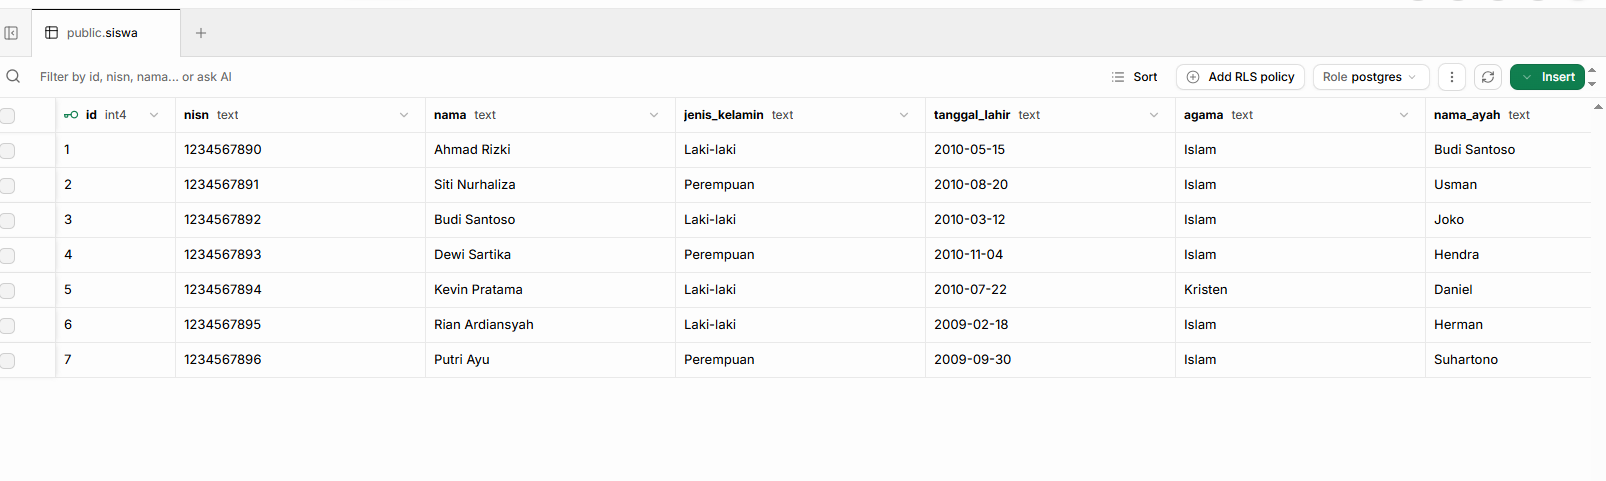 public.siswa
Filter by id, nisn, nama... or ask AI Sort Add RLS policy Role postgres Insert
id int4 nisn text nama text jenis_kelamin text tanggal_lahir text agama text nama_ayah text
1 1234567890 Ahmad Rizki Laki-laki 2010-05-15 Islam Budi Santoso
2 1234567891 Siti Nurhaliza Perempuan 2010-08-20 Islam Usman
3 1234567892 Budi Santoso Laki-laki 2010-03-12 Islam Joko
4 1234567893 Dewi Sartika Perempuan 2010-11-04 Islam Hendra
5 1234567894 Kevin Pratama Laki-laki 2010-07-22 Kristen Daniel
6 1234567895 Rian Ardiansyah Laki-laki 2009-02-18 Islam Herman
7 1234567896 Putri Ayu Perempuan 2009-09-30 Islam Suhartono